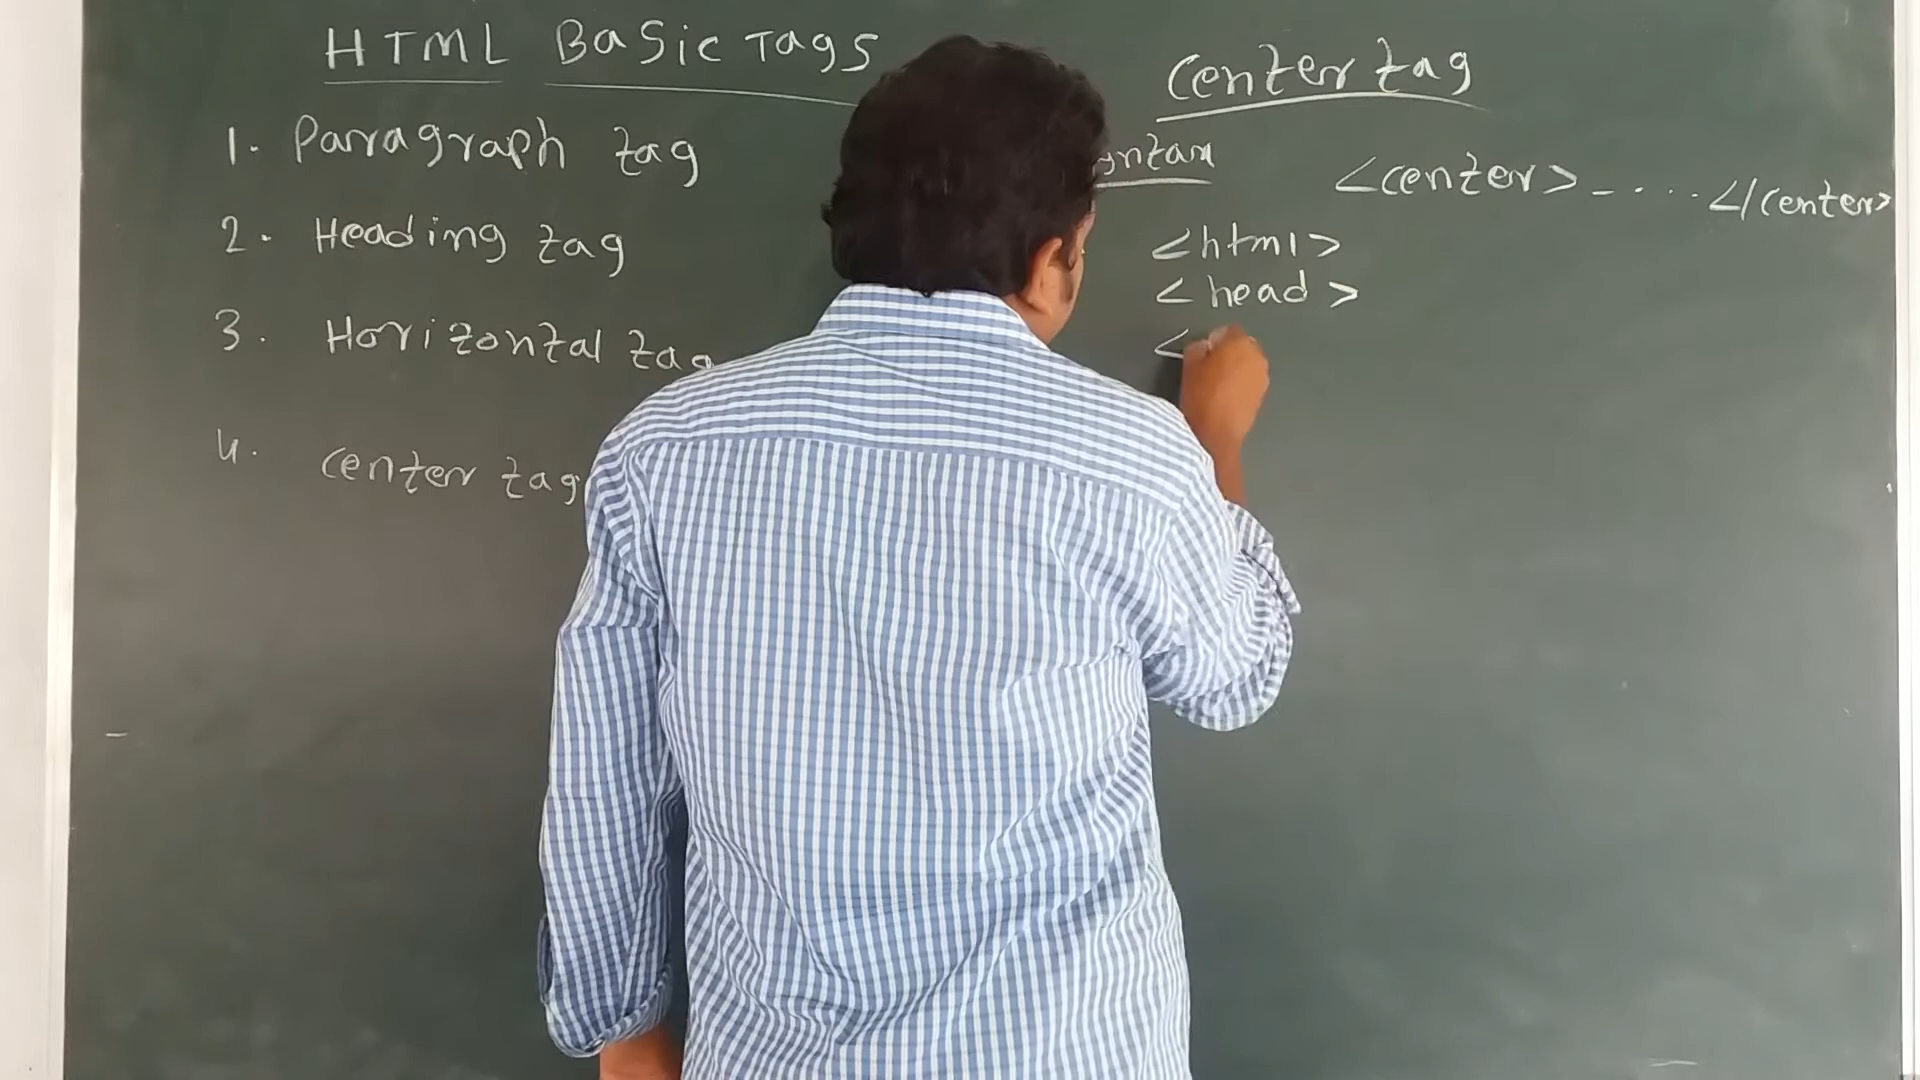 HTML Basic Tags
1. Paragraph tag
2. Heading tag
3. Horizontal tag
4. center tag
center tag
<center>_....</center>
<html>
<head>
<